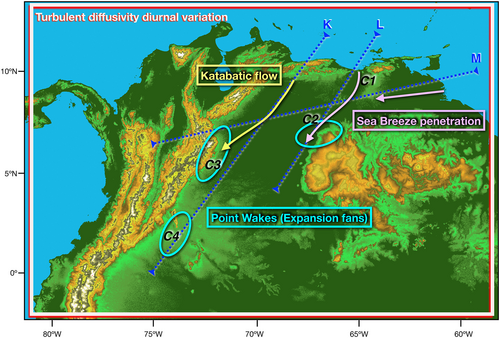 Turbulent diffusivity diurnal variation
K
L
M
10°N
Katabatic flow
C1
C2
Sea Breeze penetration
C3
5°N
Point Wakes (Expansion fans)
C4
0°
80°W
75°W
70°W
65°W
60°W